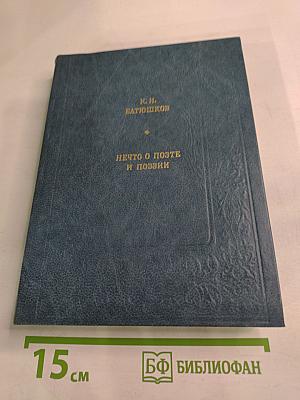 К. Н.
БАТЮШКОВ
НЕЧТО О ПОЭТЕ
И ПОЭЗИИ
15 см
БФ БИБЛИОФАН